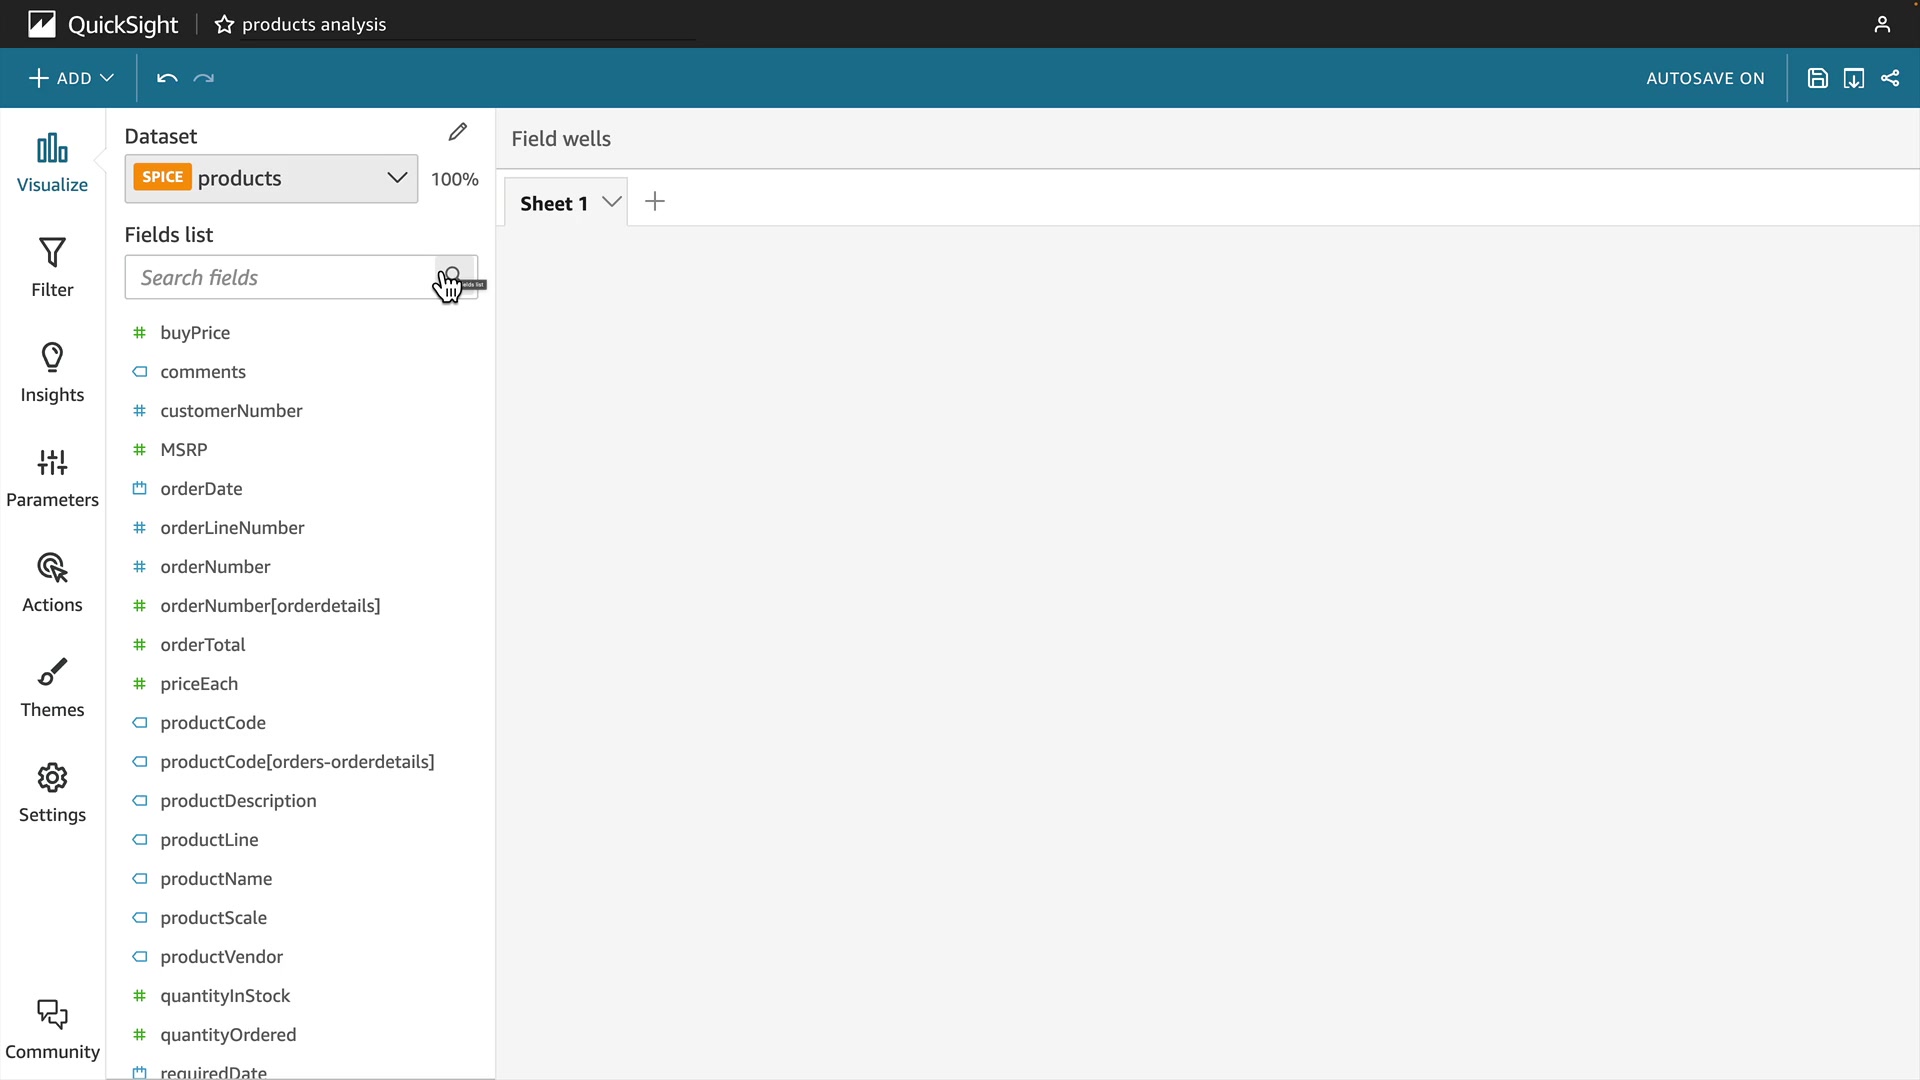 QuickSight
products analysis
ADD
AUTOSAVE ON
Visualize
Filter
Insights
Parameters
Actions
Themes
Settings
Community
Dataset
SPICE products
100%
Fields list
Search fields
buyPrice
comments
customerNumber
MSRP
orderDate
orderLineNumber
orderNumber
orderNumber[orderdetails]
orderTotal
priceEach
productCode
productCode[orders-orderdetails]
productDescription
productLine
productName
productScale
productVendor
quantityInStock
quantityOrdered
requiredDate
Field wells
Sheet 1